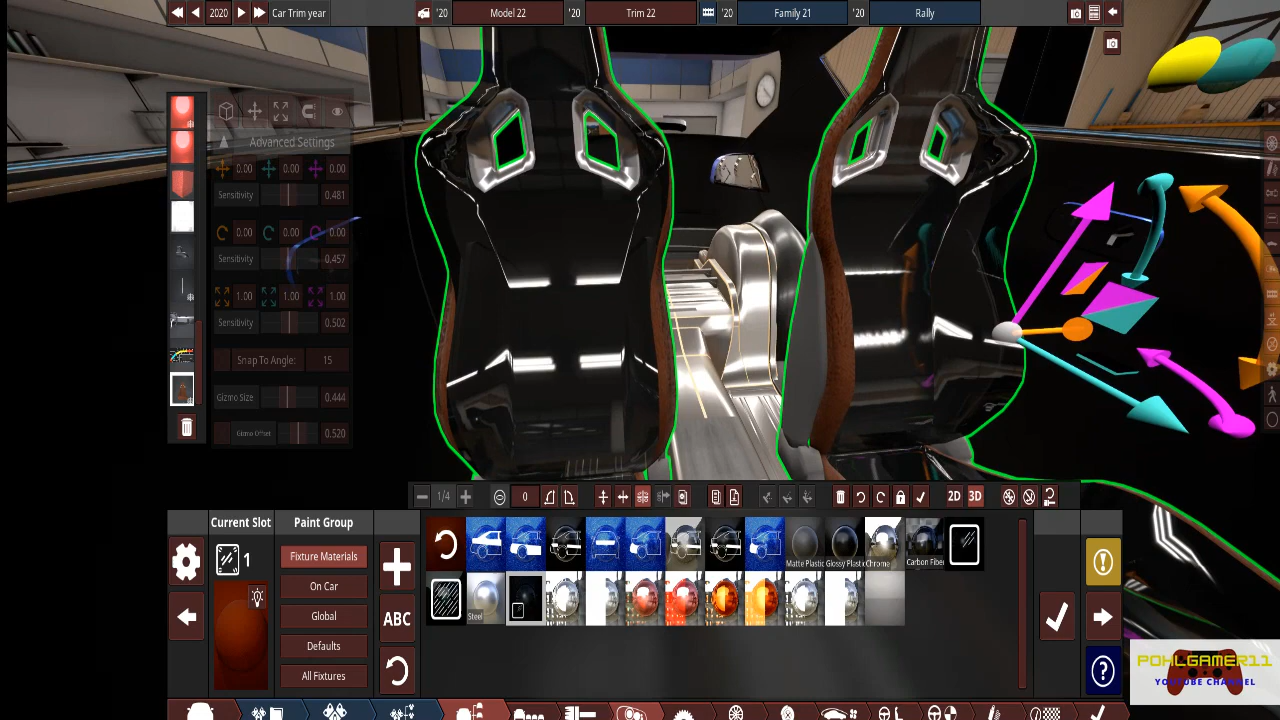 2020 Car Trim year '20 Model 22 '20 Trim 22 '20 Family 21 '20 Rally
Advanced Settings
0.00 0.00 0.00
Sensitivity 0.481
0.00 0.00 0.00
Sensitivity 0.457
1.00 1.00 1.00
Sensitivity 0.502
Snap To Angle: 15
Gizmo Size 0.444
Gizmo Offset 0.520
1/4 0 2D 3D
Current Slot Paint Group
1 Fixture Materials
On Car
Global
Defaults
All Fixtures
ABC
Matte Plastic Glossy Plastic Chrome Carbon Fiber
Steel
POHLGAMER11
YOUTUBE CHANNEL